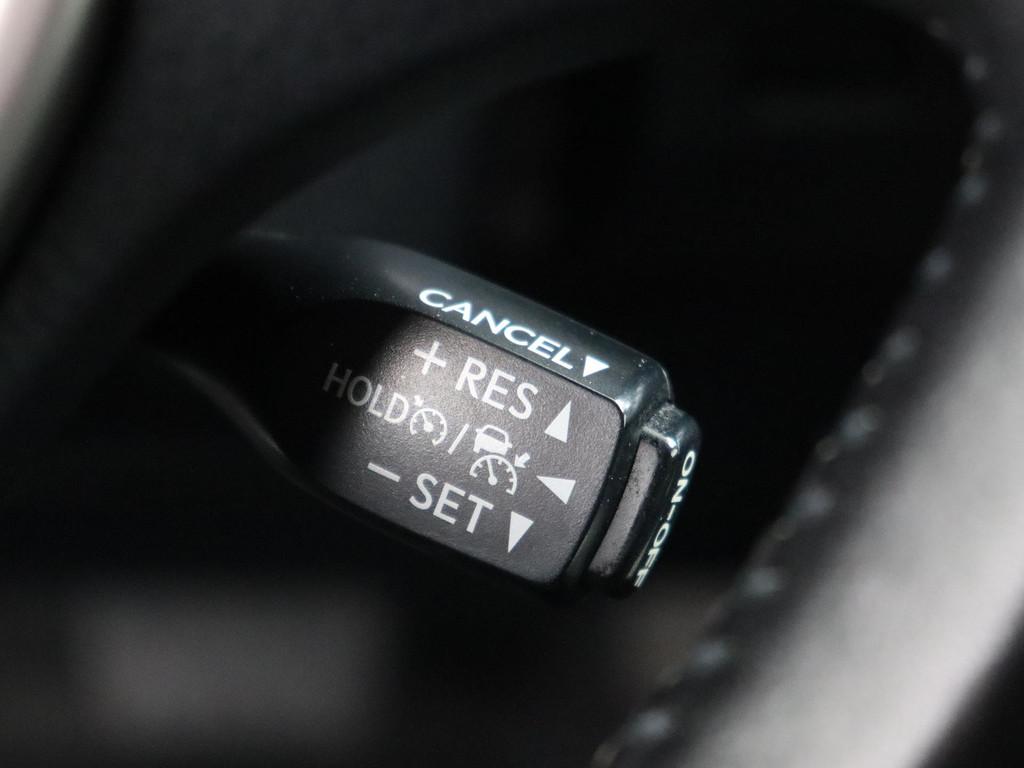 CANCEL▼
+ RES ▲
HOLD / ◀
− SET ▼
ON-OFF